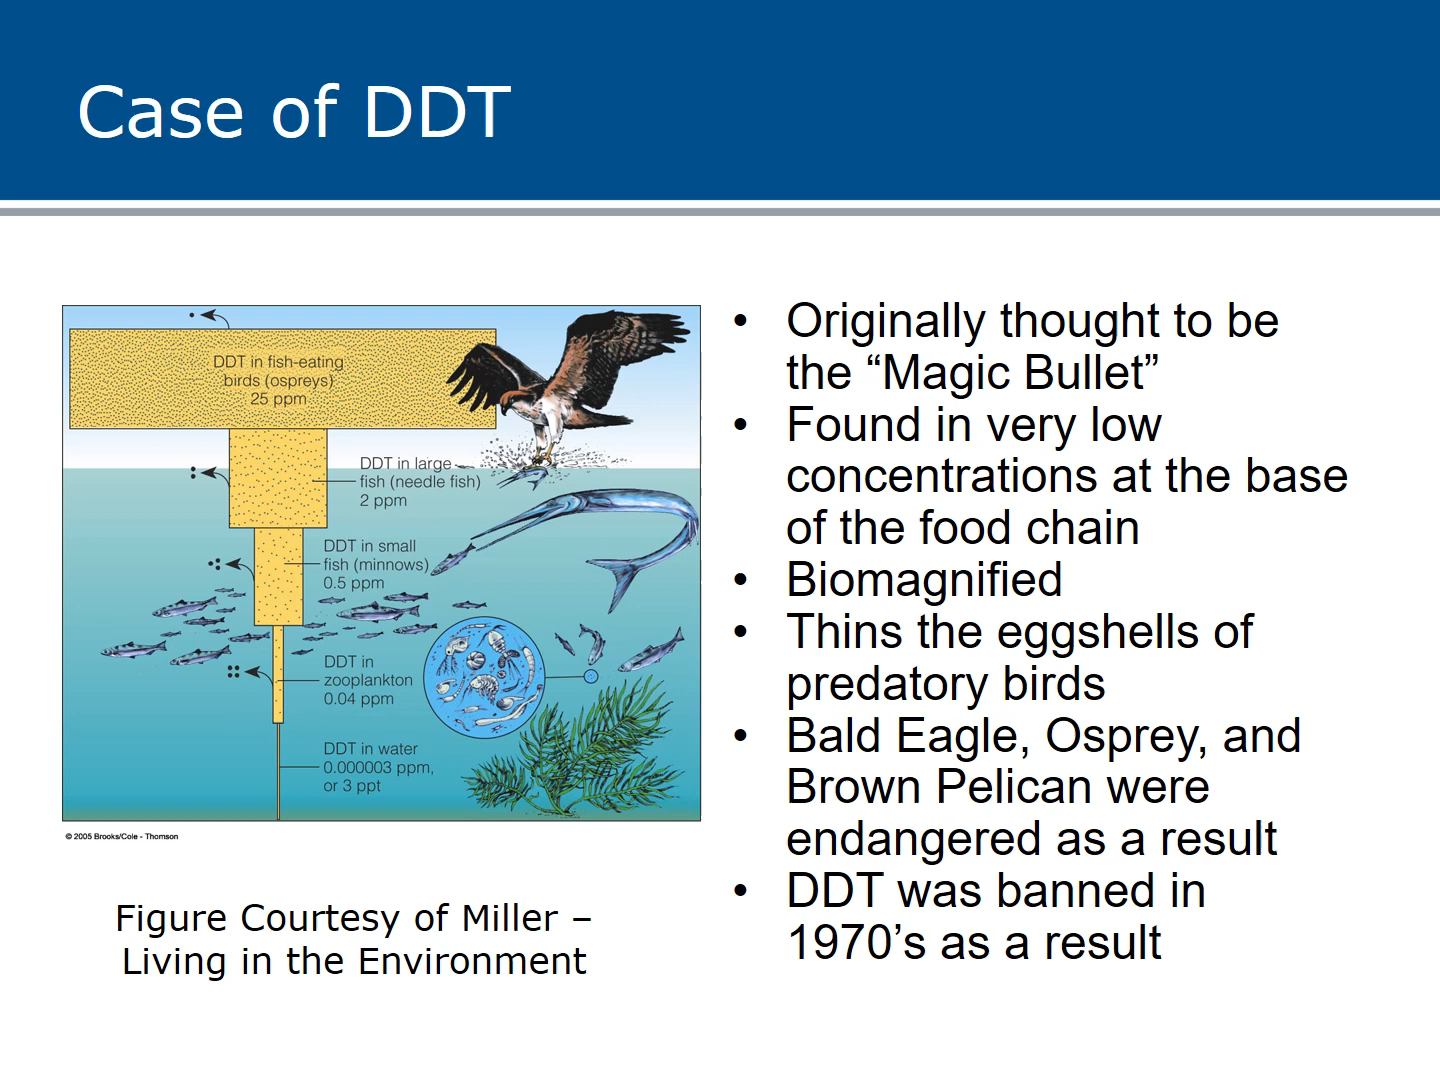 Case of DDT
DDT in fish-eating
birds (ospreys)
25 ppm
DDT in large
fish (needle fish)
2 ppm
DDT in small
fish (minnows)
0.5 ppm
DDT in
zooplankton
0.04 ppm
DDT in water
0.000003 ppm,
or 3 ppt
© 2005 Brooks/Cole - Thomson
Figure Courtesy of Miller –
Living in the Environment
• Originally thought to be
the “Magic Bullet”
• Found in very low
concentrations at the base
of the food chain
• Biomagnified
• Thins the eggshells of
predatory birds
• Bald Eagle, Osprey, and
Brown Pelican were
endangered as a result
• DDT was banned in
1970’s as a result